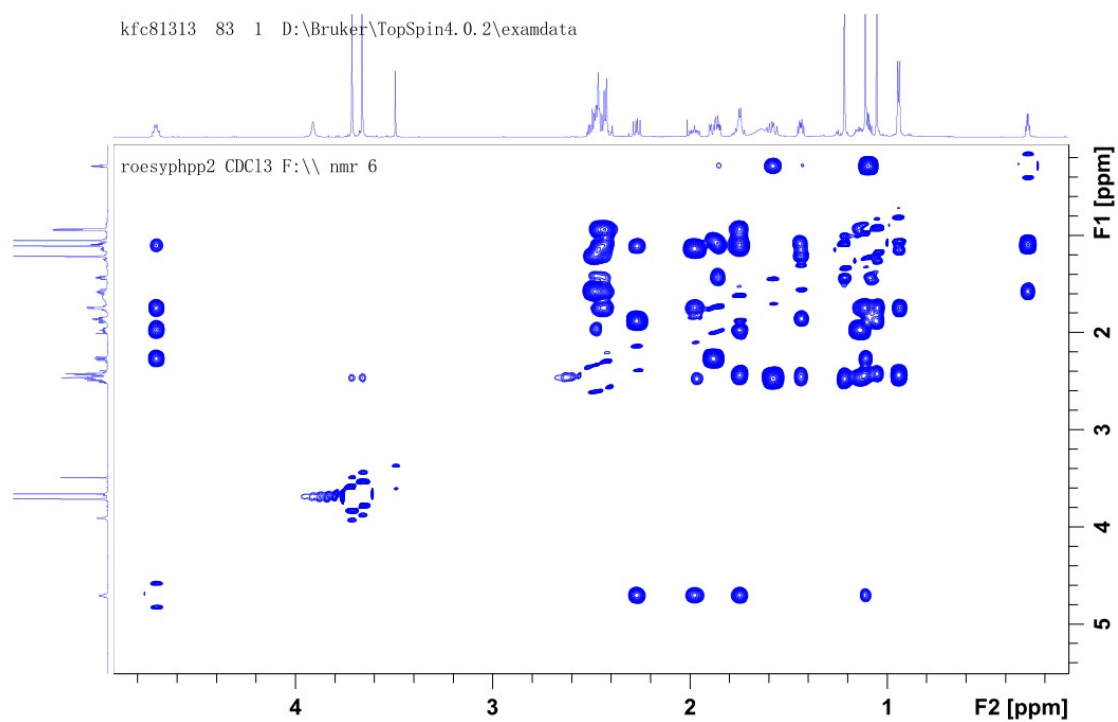 kfc81313 83 1 D:\Bruker\TopSpin4.0.2\examdata
roesyphpp2 CDCl3 F:\\ nmr 6
F1 [ppm]
2
3
4
5
4
3
2
1
F2 [ppm]